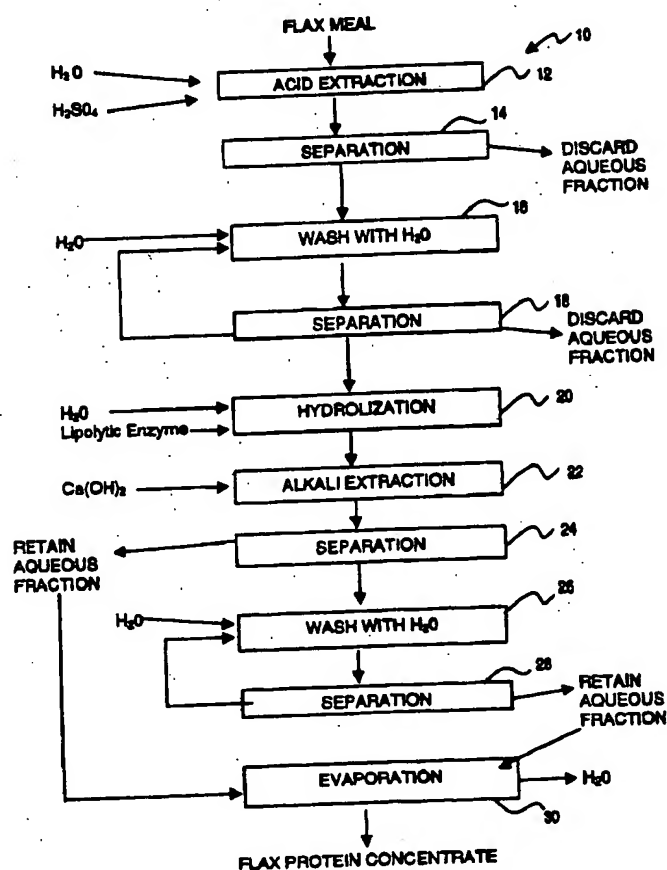 FLAX MEAL
10
H₂O
ACID EXTRACTION
12
H₂SO₄
14
SEPARATION
DISCARD
AQUEOUS
FRACTION
16
H₂O
WASH WITH H₂O
18
SEPARATION
DISCARD
AQUEOUS
FRACTION
H₂O
HYDROLIZATION
20
Lipolytic Enzyme
Ca(OH)₂
ALKALI EXTRACTION
22
RETAIN
AQUEOUS
FRACTION
SEPARATION
24
H₂O
WASH WITH H₂O
26
28
SEPARATION
RETAIN
AQUEOUS
FRACTION
EVAPORATION
H₂O
30
FLAX PROTEIN CONCENTRATE